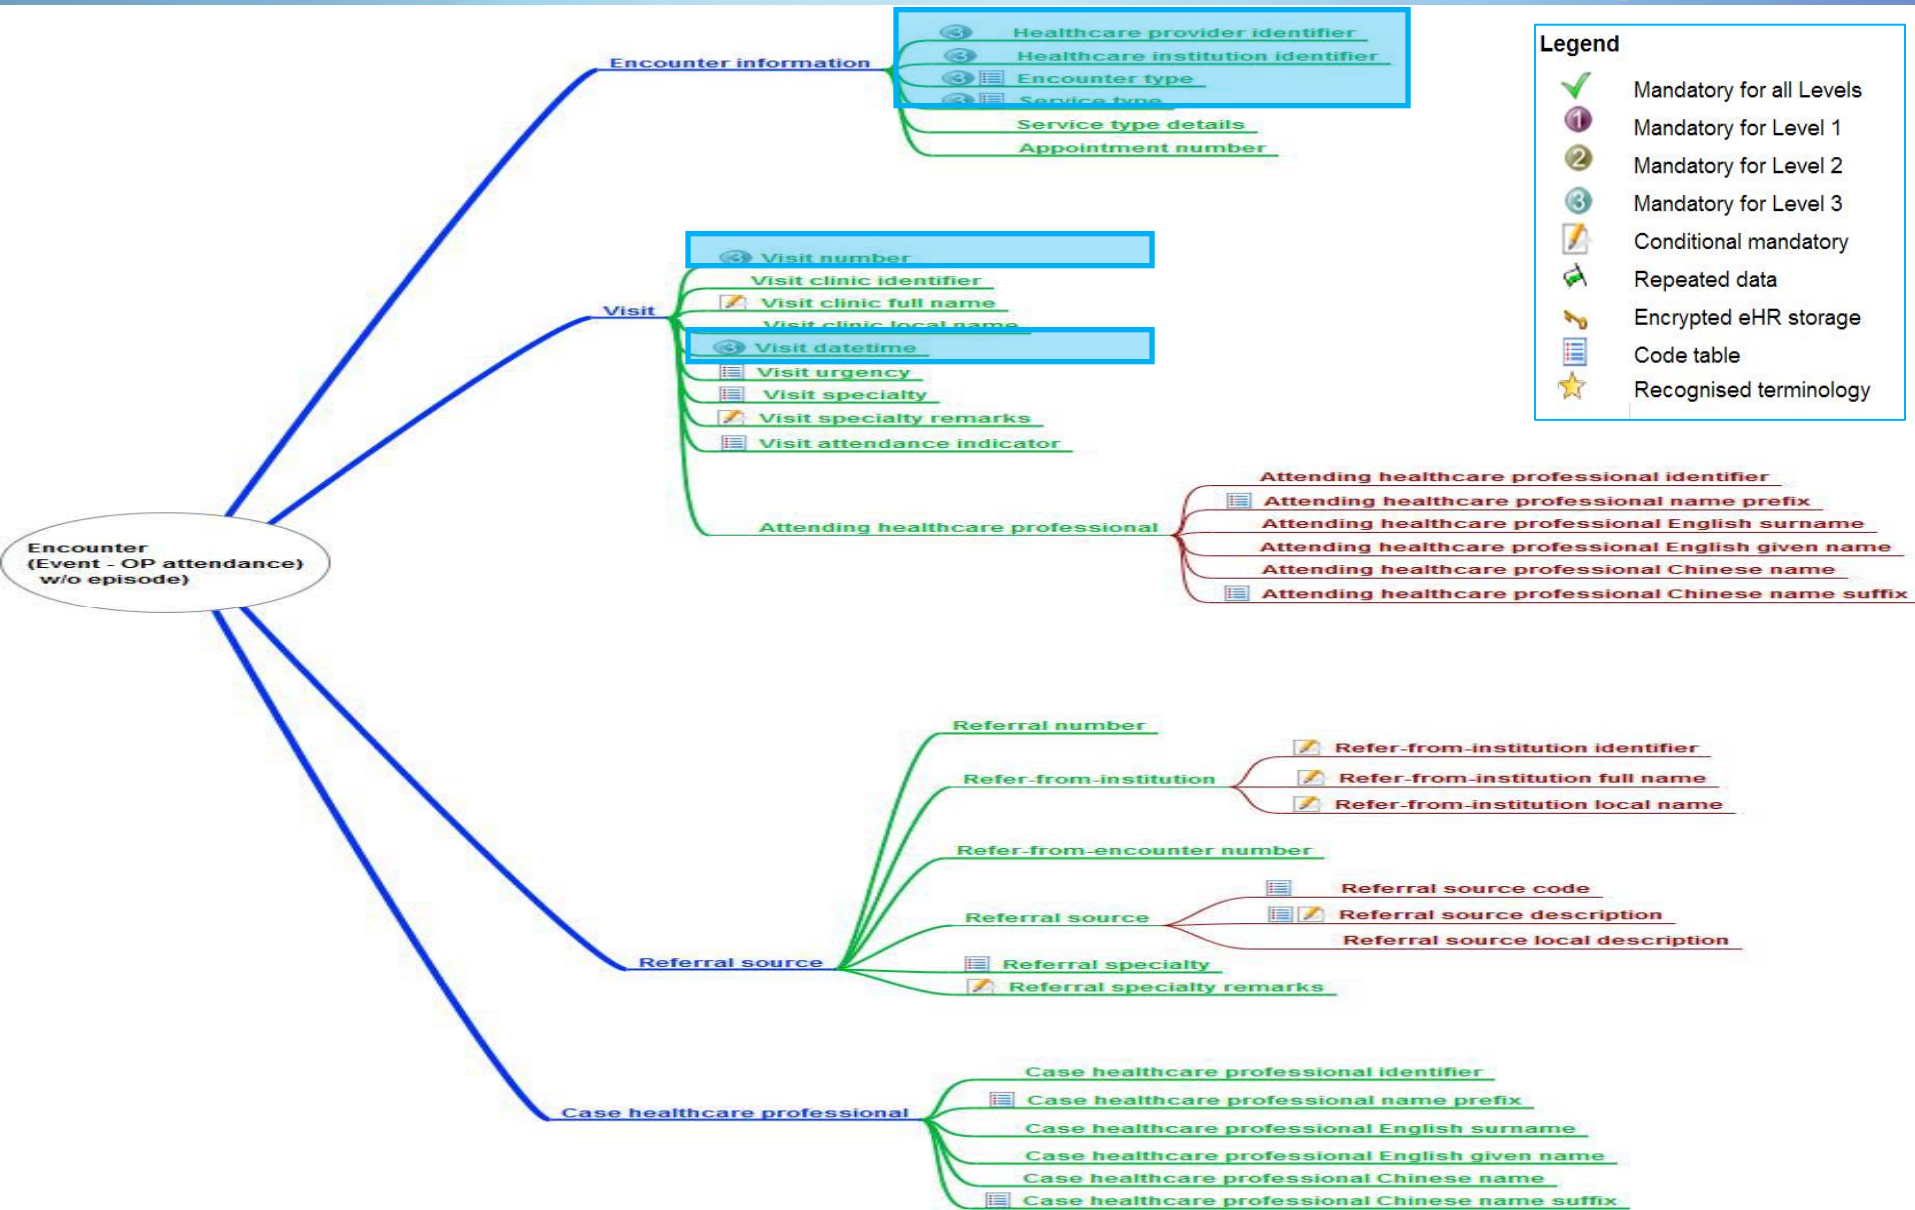 Healthcare provider identifier
Healthcare institution identifier
Encounter information
Encounter type
Service type
Service type details
Appointment number
Legend
Mandatory for all Levels
1 Mandatory for Level 1
2 Mandatory for Level 2
3 Mandatory for Level 3
Conditional mandatory
Repeated data
Encrypted eHR storage
Code table
Recognised terminology
3 Visit number
Visit clinic identifier
Visit clinic full name
Visit
Visit clinic local name
3 Visit datetime
Visit urgency
Visit specialty
Visit specialty remarks
Visit attendance indicator
Attending healthcare professional
Attending healthcare professional identifier
Attending healthcare professional name prefix
Attending healthcare professional English surname
Attending healthcare professional English given name
Attending healthcare professional Chinese name
Attending healthcare professional Chinese name suffix
Encounter
(Event - OP attendance)
w/o episode)
Referral number
Refer-from-institution
Refer-from-institution identifier
Refer-from-institution full name
Refer-from-institution local name
Refer-from-encounter number
Referral source
Referral source code
Referral source description
Referral source local description
Referral source
Referral specialty
Referral specialty remarks
Case healthcare professional
Case healthcare professional identifier
Case healthcare professional name prefix
Case healthcare professional English surname
Case healthcare professional English given name
Case healthcare professional Chinese name
Case healthcare professional Chinese name suffix